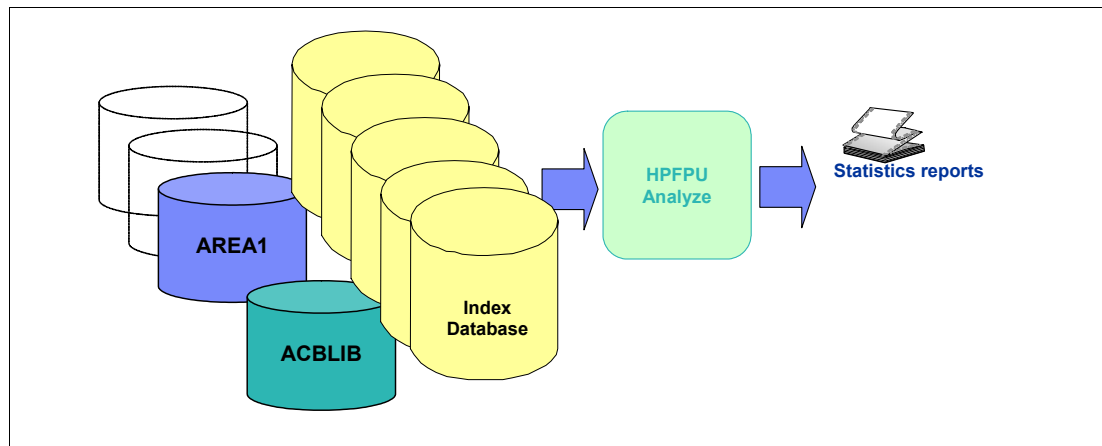 AREA1
ACBLIB
Index
Database
HPFPU
Analyze
Statistics reports